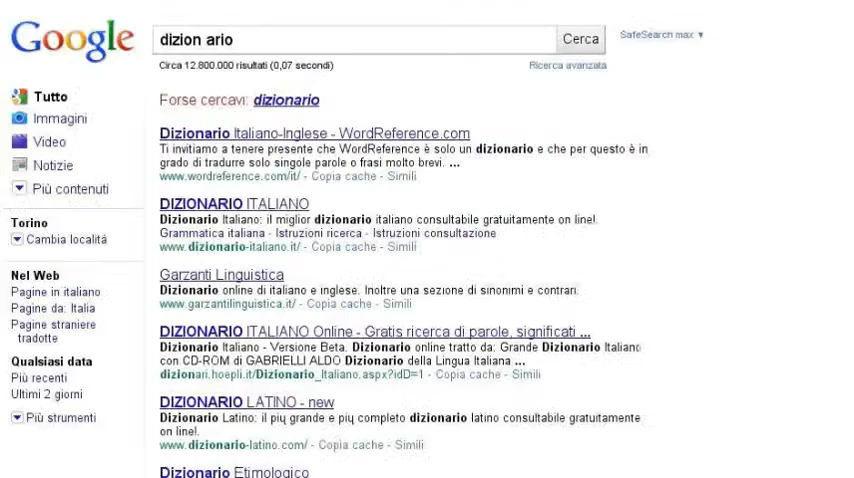 Google
dizion ario
Cerca
SafeSearch max ▼
Circa 12.800.000 risultati (0,07 secondi)
Ricerca avanzata
Tutto
Immagini
Video
Notizie
Più contenuti
Torino
Cambia località
Nel Web
Pagine in italiano
Pagine da: Italia
Pagine straniere
tradotte
Qualsiasi data
Più recenti
Ultimi 2 giorni
Più strumenti
Forse cercavi: dizionario
Dizionario Italiano-Inglese - WordReference.com
Ti invitiamo a tenere presente che WordReference è solo un dizionario e che per questo è in
grado di tradurre solo singole parole o frasi molto brevi. ...
www.wordreference.com/it/ - Copia cache - Simili
DIZIONARIO ITALIANO
Dizionario Italiano: il miglior dizionario italiano consultabile gratuitamente on line!.
Grammatica italiana - Istruzioni ricerca - Istruzioni consultazione
www.dizionario-italiano.it/ - Copia cache - Simili
Garzanti Linguistica
Dizionario online di italiano e inglese. Inoltre una sezione di sinonimi e contrari.
www.garzantilinguistica.it/ - Copia cache - Simili
DIZIONARIO ITALIANO Online - Gratis ricerca di parole, significati ...
Dizionario Italiano - Versione Beta. Dizionario online tratto da: Grande Dizionario Italiano
con CD-ROM di GABRIELLI ALDO Dizionario della Lingua Italiana ...
dizionari.hoepli.it/Dizionario_Italiano.aspx?idD=1 - Copia cache - Simili
DIZIONARIO LATINO - new
Dizionario Latino: il pių grande e pių completo dizionario latino consultabile gratuitamente
on line!.
www.dizionario-latino.com/ - Copia cache - Simili
Dizionario Etimologico